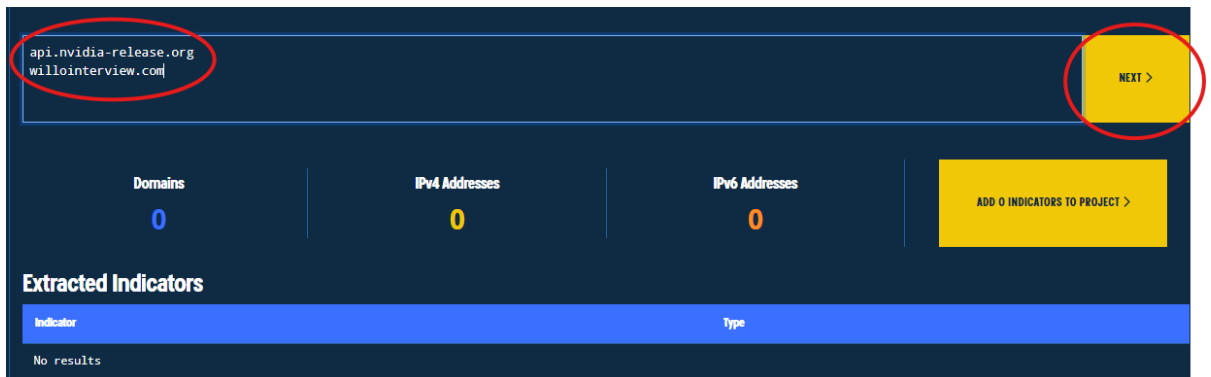 api.nvidia-release.org
willointerview.com
NEXT >
Domains
IPv4 Addresses
IPv6 Addresses
0
0
0
ADD 0 INDICATORS TO PROJECT >
Extracted Indicators
Indicator
Type
No results